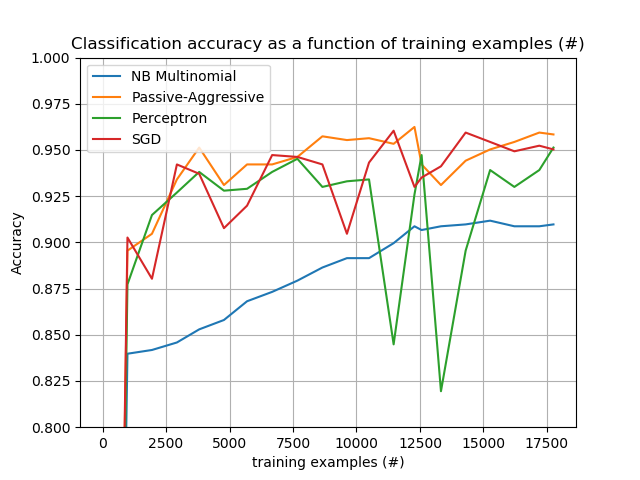 Classification accuracy as a function of training examples (#)
1.000
0.975
0.950
0.925
0.900
0.875
0.850
0.825
0.800
Accuracy
NB Multinomial
Passive-Aggressive
Perceptron
SGD
0 2500 5000 7500 10000 12500 15000 17500
training examples (#)